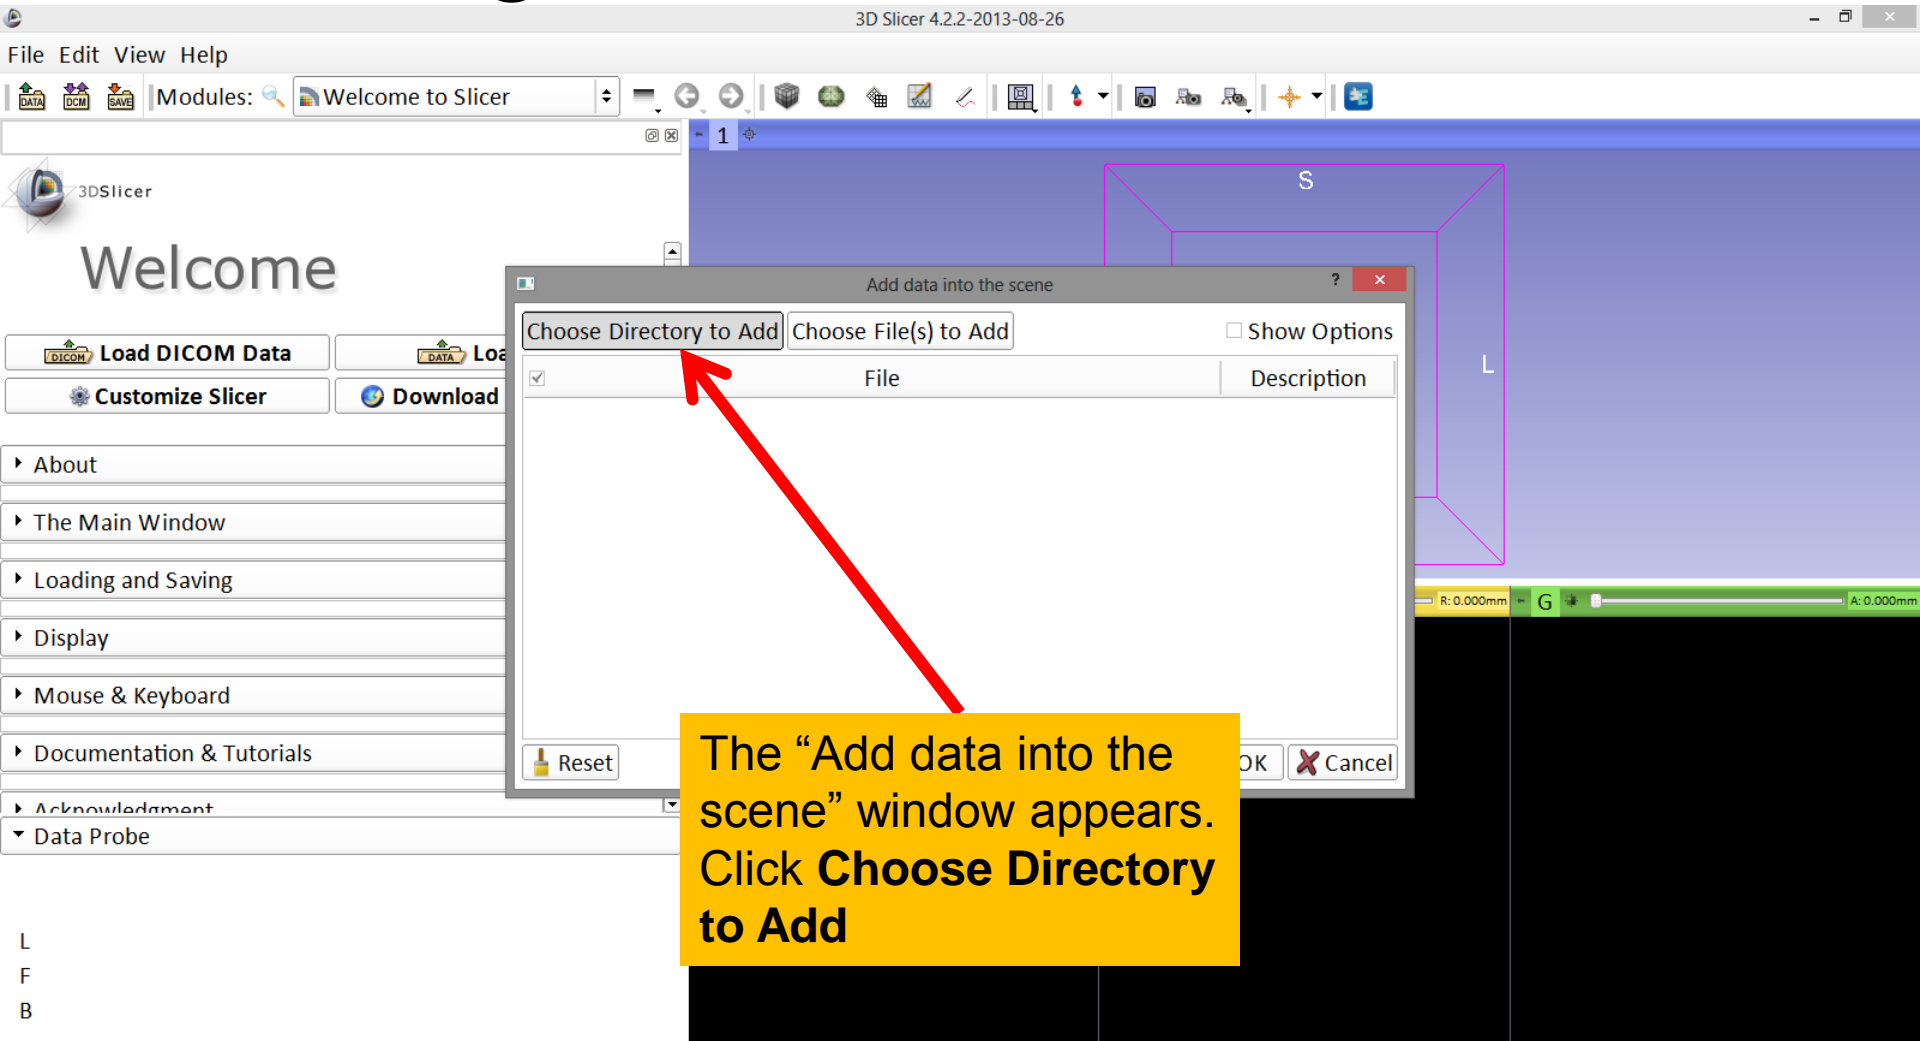 3D Slicer 4.2.2-2013-08-26
File Edit View Help
DATA DCM SAVE Modules: Welcome to Slicer
1
3DSlicer
S
Welcome
Add data into the scene ?
Choose Directory to Add Choose File(s) to Add Show Options
DICOM Load DICOM Data DATA Loa
L
File Description
Customize Slicer Download
About
The Main Window
Loading and Saving
R: 0.000mm G A: 0.000mm
Display
Mouse & Keyboard
Documentation & Tutorials
Reset OK Cancel
The “Add data into the
scene” window appears.
Click Choose Directory
to Add
Acknowledgment
Data Probe
L
F
B